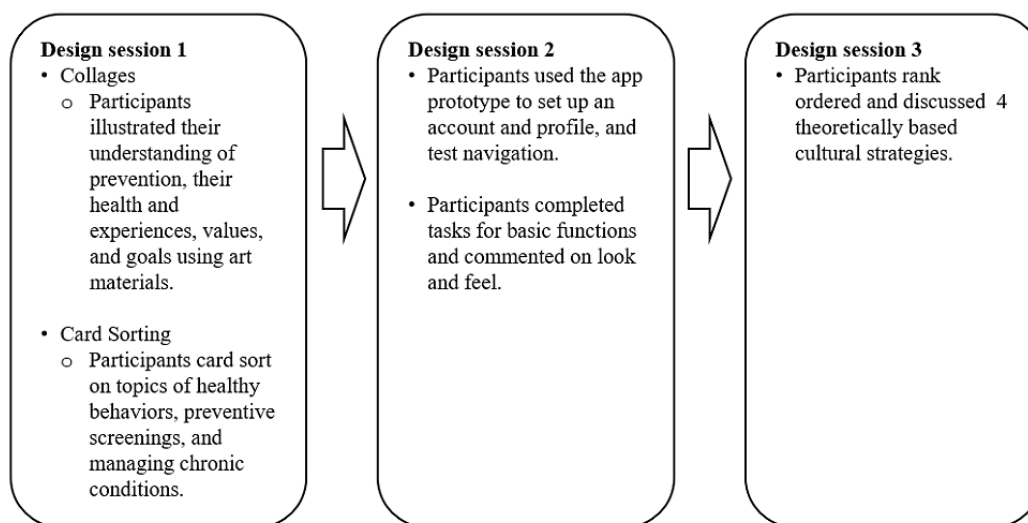 Design session 1
• Collages
o Participants
illustrated their
understanding of
prevention, their
health and
experiences, values,
and goals using art
materials.
• Card Sorting
o Participants card sort
on topics of healthy
behaviors, preventive
screenings, and
managing chronic
conditions.
Design session 2
• Participants used the app
prototype to set up an
account and profile, and
test navigation.
• Participants completed
tasks for basic functions
and commented on look
and feel.
Design session 3
• Participants rank
ordered and discussed 4
theoretically based
cultural strategies.